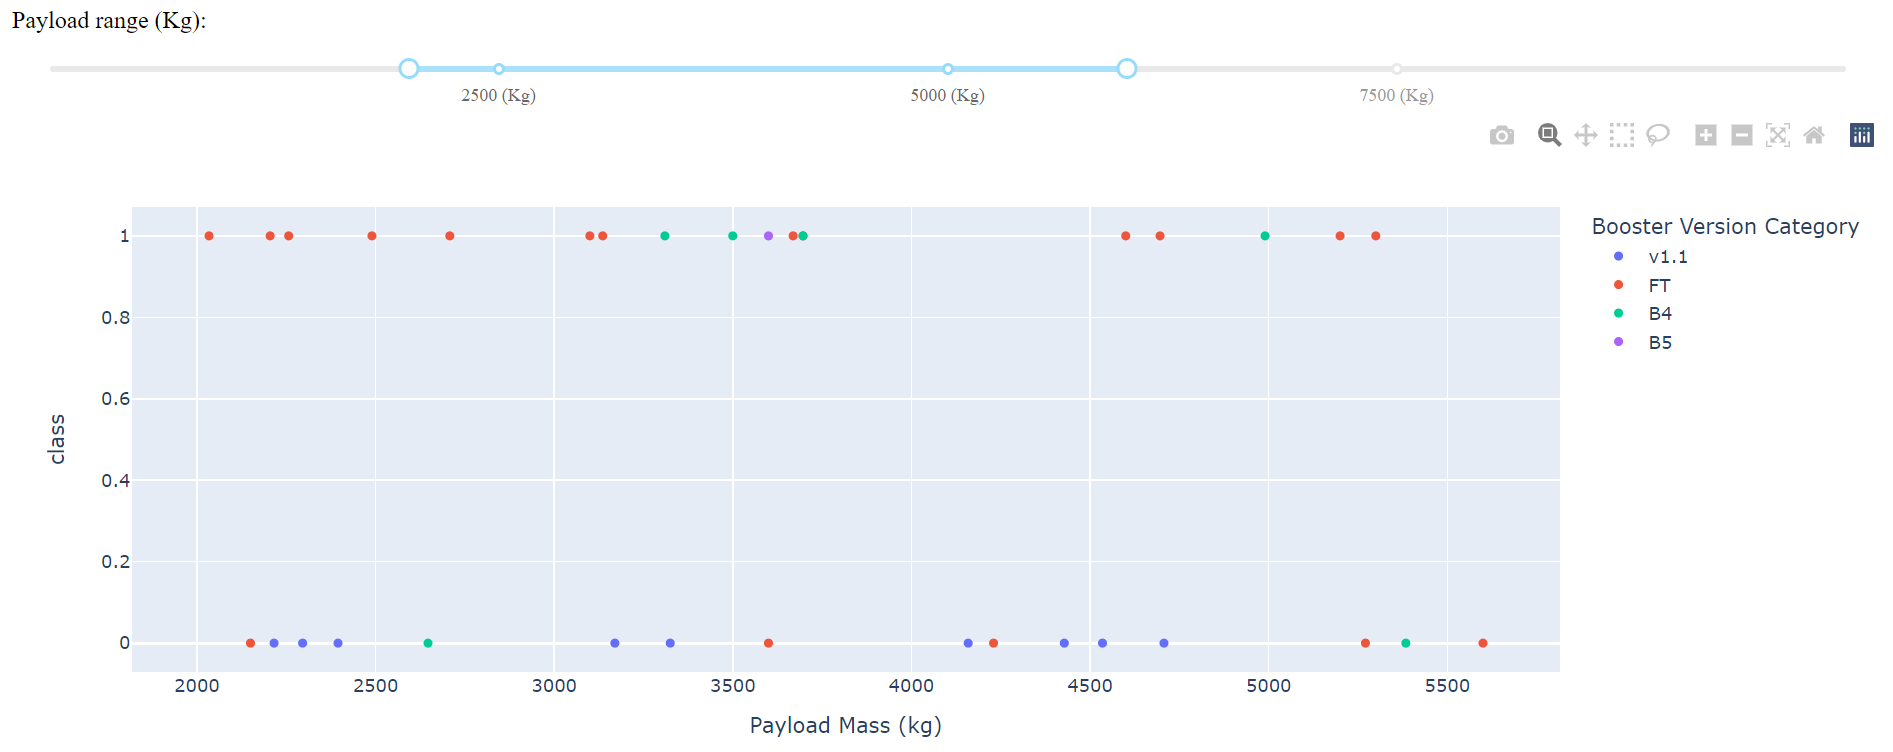 Payload range (Kg):
2500 (Kg) 5000 (Kg) 7500 (Kg)
Booster Version Category
v1.1
FT
B4
B5
1
0.8
0.6
0.4
0.2
0
class
2000 2500 3000 3500 4000 4500 5000 5500
Payload Mass (kg)